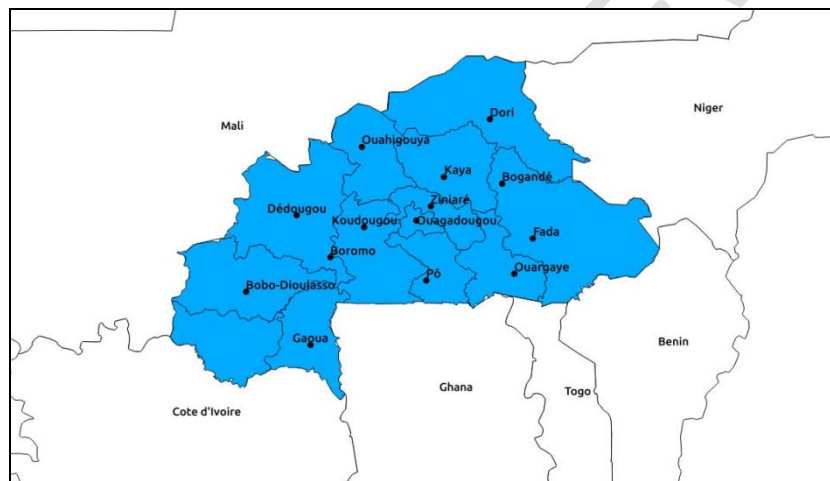 Dori
Niger
Mali
Ouahigouya
Kaya
Bogandé
Ziniaré
Dédougou
Koudougou
Ouagadougou
Fada
Boromo
Pô
Ouargaye
Bobo-Dioulasso
Gaoua
Benin
Ghana
Togo
Cote d'Ivoire